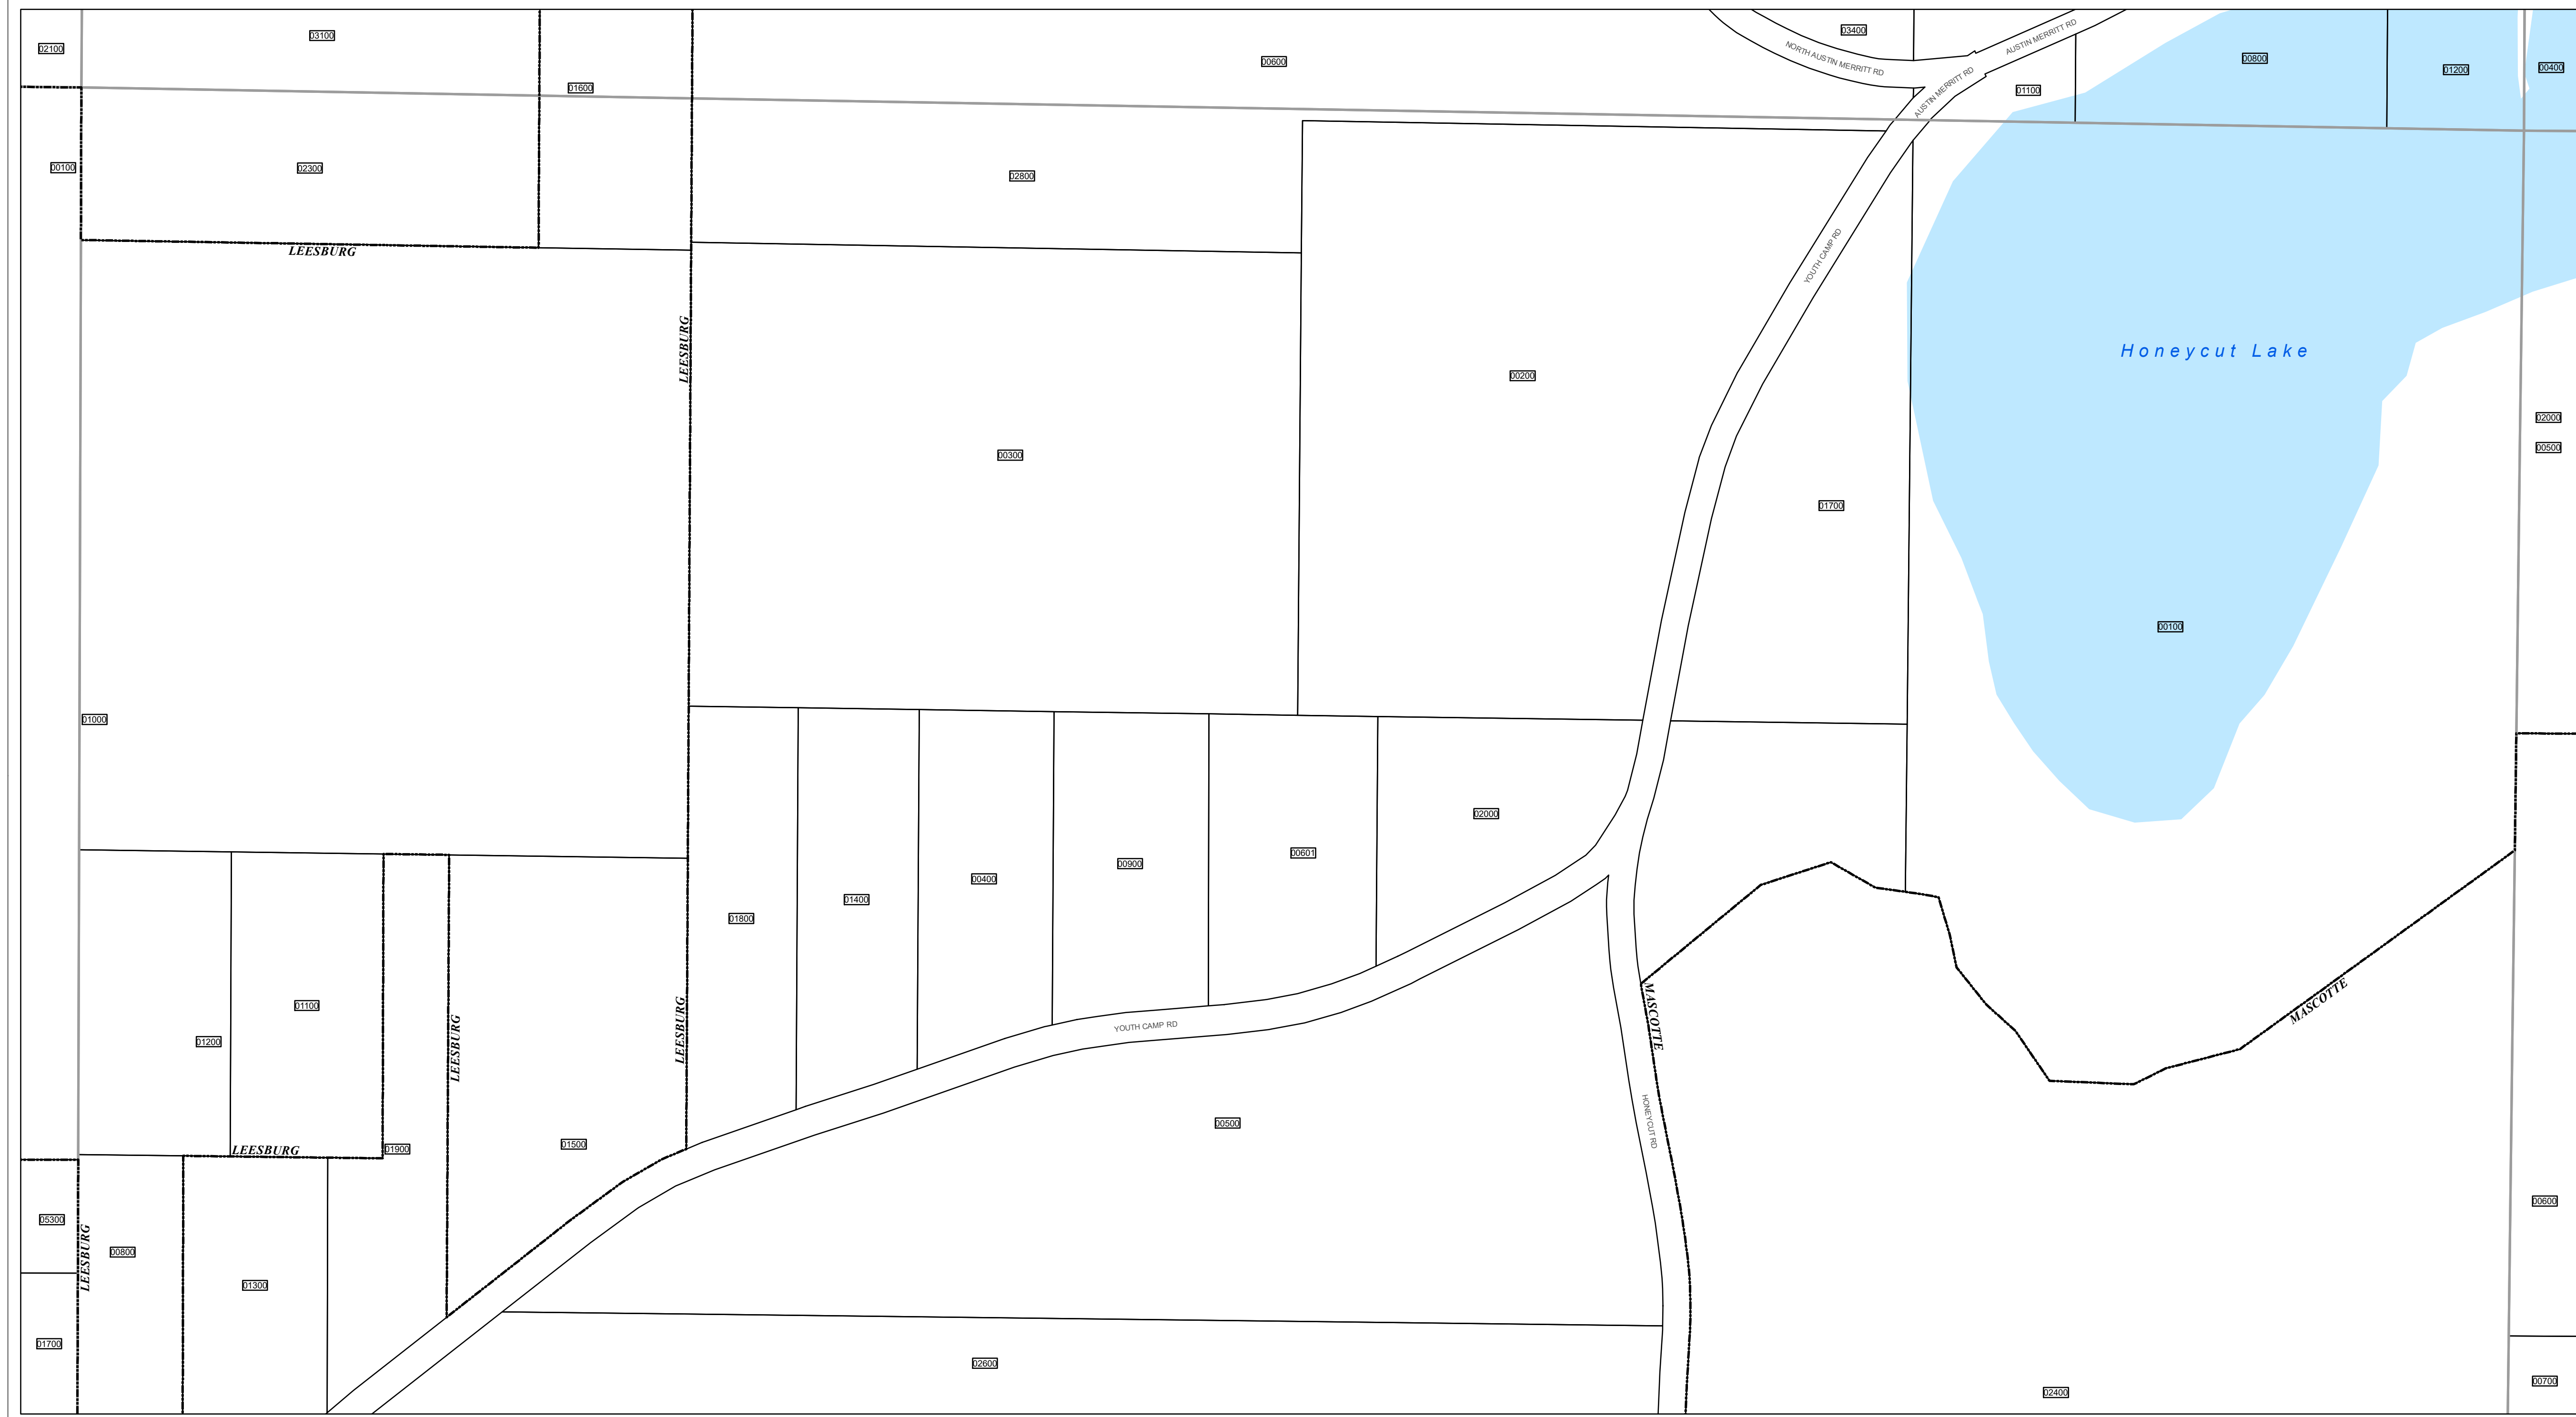 03400
AUSTIN MERRITT RD
03100
02100
NORTH AUSTIN MERRITT RD
00800
00600
00400
01200
01600
AUSTIN MERRITT RD
01100
00100
02300
02800
LEESBURG
YOUTH CAMP RD
LEESBURG
Honeycut Lake
00200
02000
00500
00300
01700
00100
01000
02000
00601
00900
00400
01400
01800
MASCOTTE
MASCOTTE
01100
YOUTH CAMP RD
LEESBURG
LEESBURG
01200
00500
HONEYCUT RD
01500
01900
LEESBURG
00600
05300
00800
LEESBURG
01300
01700
02600
00700
02400